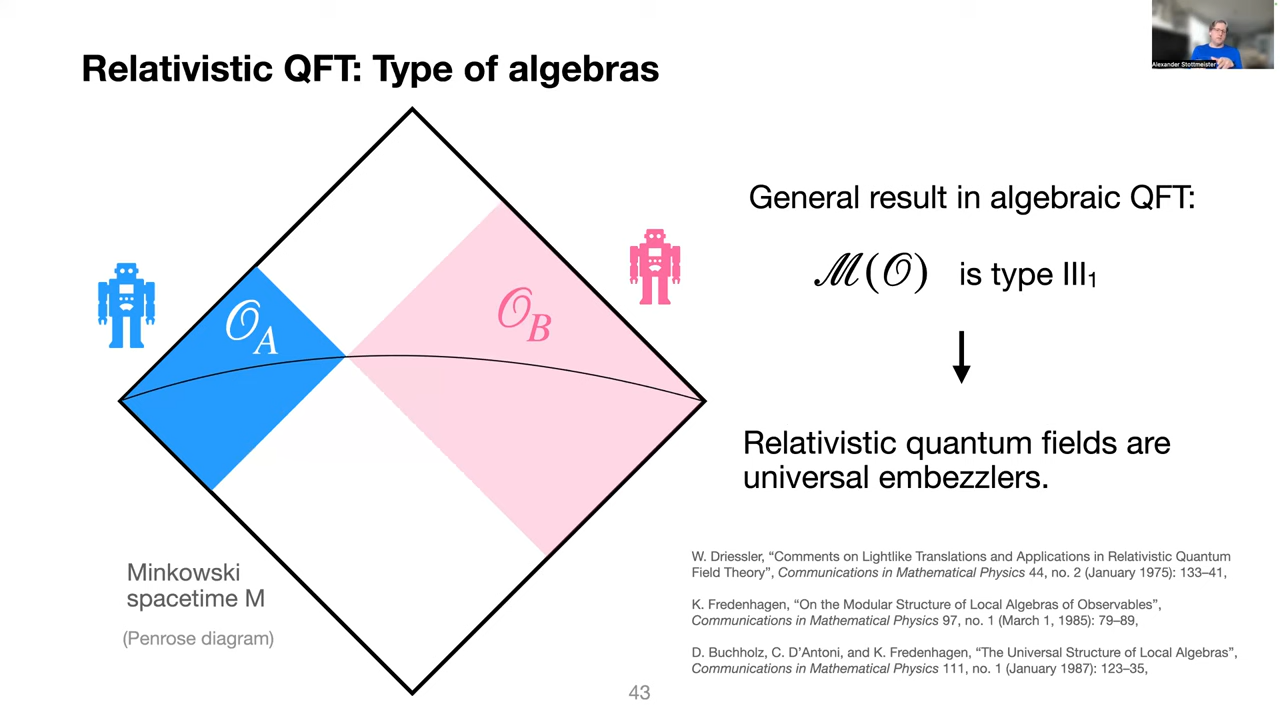 Relativistic QFT: Type of algebras
Alexander Stottmeister
𝒪_A
𝒪_B
General result in algebraic QFT:
ℳ(𝒪) is type III₁
Relativistic quantum fields are
universal embezzlers.
Minkowski
spacetime M
(Penrose diagram)
W. Driessler, “Comments on Lightlike Translations and Applications in Relativistic Quantum
Field Theory”, Communications in Mathematical Physics 44, no. 2 (January 1975): 133–41,
K. Fredenhagen, “On the Modular Structure of Local Algebras of Observables”,
Communications in Mathematical Physics 97, no. 1 (March 1, 1985): 79–89,
D. Buchholz, C. D’Antoni, and K. Fredenhagen, “The Universal Structure of Local Algebras”,
Communications in Mathematical Physics 111, no. 1 (January 1987): 123–35,
43